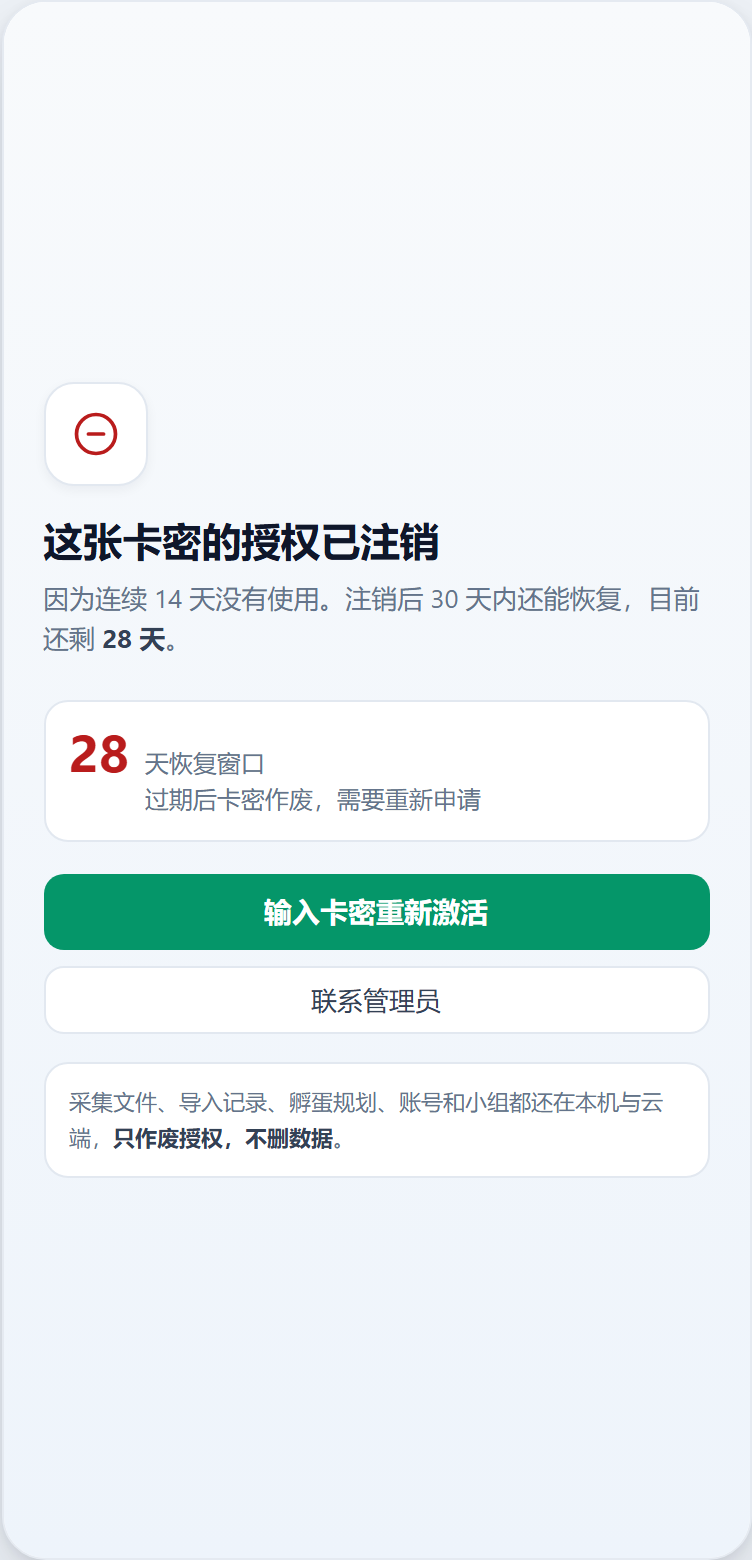 这张卡密的授权已注销
因为连续 14 天没有使用。注销后 30 天内还能恢复，目前
还剩 28 天。
28 天恢复窗口
过期后卡密作废，需要重新申请
输入卡密重新激活
联系管理员
采集文件、导入记录、孵蛋规划、账号和小组都还在本机与云
端，只作废授权，不删数据。